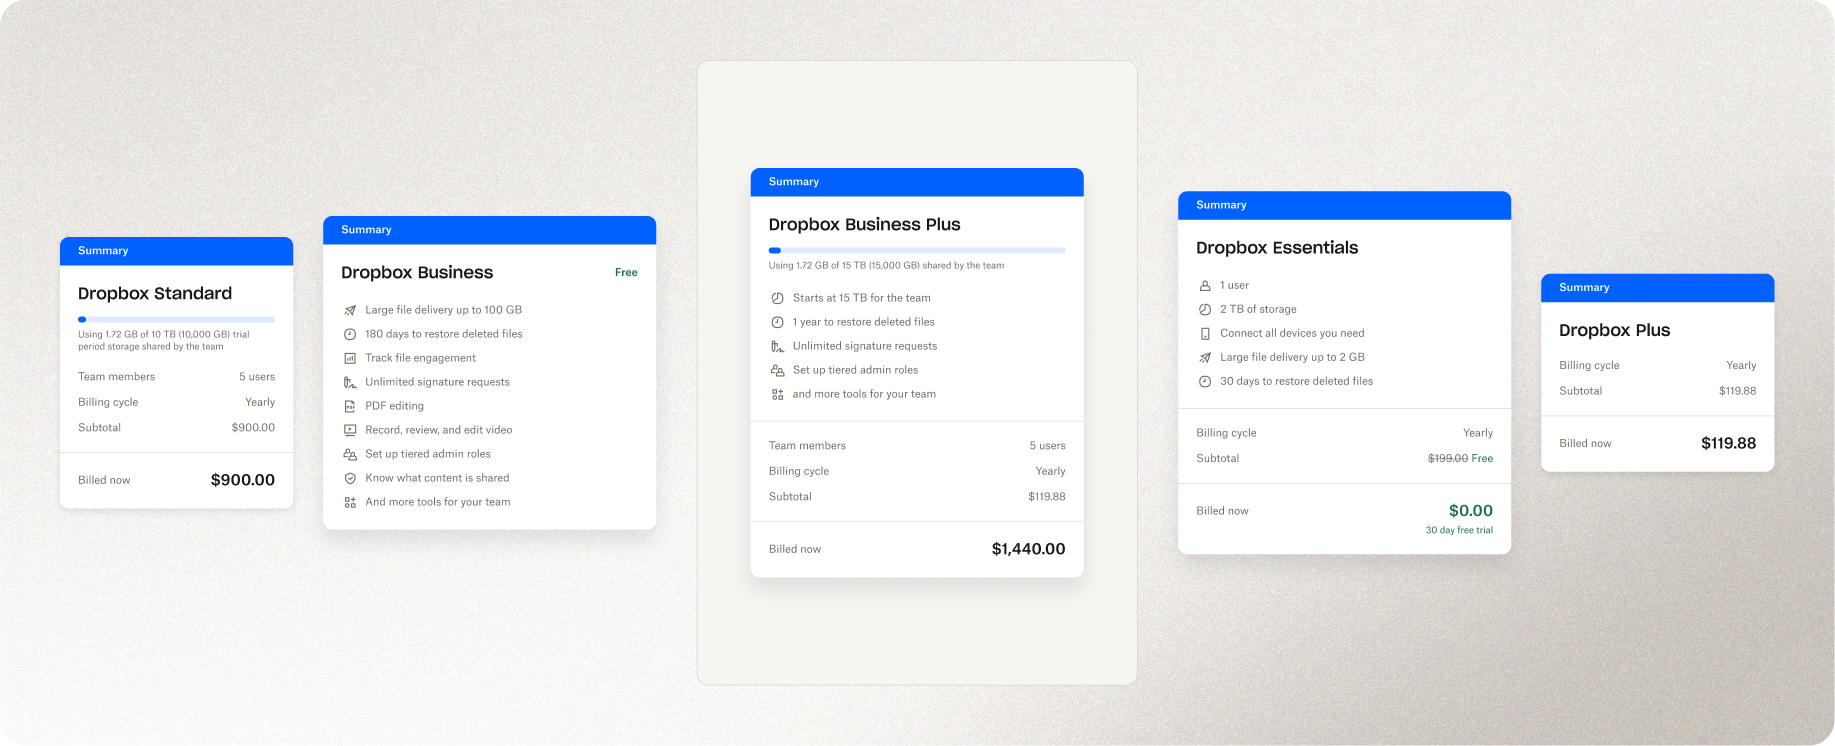 Summary
Dropbox Standard
Using 1.72 GB of 10 TB (10,000 GB) trial
period storage shared by the team
Team members 5 users
Billing cycle Yearly
Subtotal $900.00
Billed now $900.00
Summary
Dropbox Business Free
Large file delivery up to 100 GB
180 days to restore deleted files
Track file engagement
Unlimited signature requests
PDF editing
Record, review, and edit video
Set up tiered admin roles
Know what content is shared
And more tools for your team
Summary
Dropbox Business Plus
Using 1.72 GB of 15 TB (15,000 GB) shared by the team
Starts at 15 TB for the team
1 year to restore deleted files
Unlimited signature requests
Set up tiered admin roles
and more tools for your team
Team members 5 users
Billing cycle Yearly
Subtotal $119.88
Billed now $1,440.00
Summary
Dropbox Essentials
1 user
2 TB of storage
Connect all devices you need
Large file delivery up to 2 GB
30 days to restore deleted files
Billing cycle Yearly
Subtotal $199.00 Free
Billed now $0.00
30 day free trial
Summary
Dropbox Plus
Billing cycle Yearly
Subtotal $119.88
Billed now $119.88